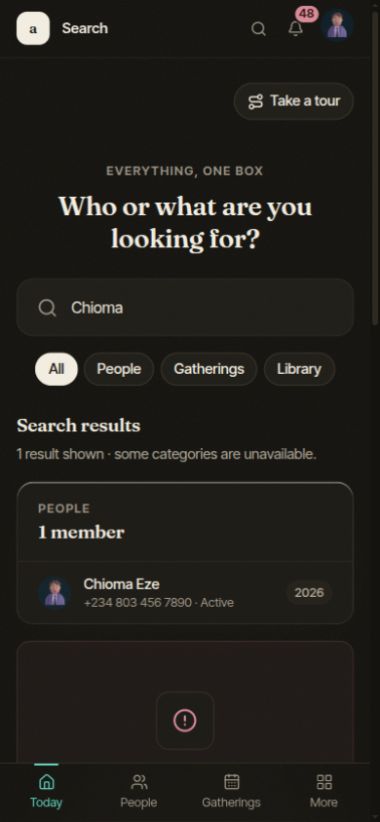 a Search 48
Take a tour
EVERYTHING, ONE BOX
Who or what are you
looking for?
Chioma
All People Gatherings Library
Search results
1 result shown · some categories are unavailable.
PEOPLE
1 member
Chioma Eze
+234 803 456 7890 · Active
2026
Today People Gatherings More